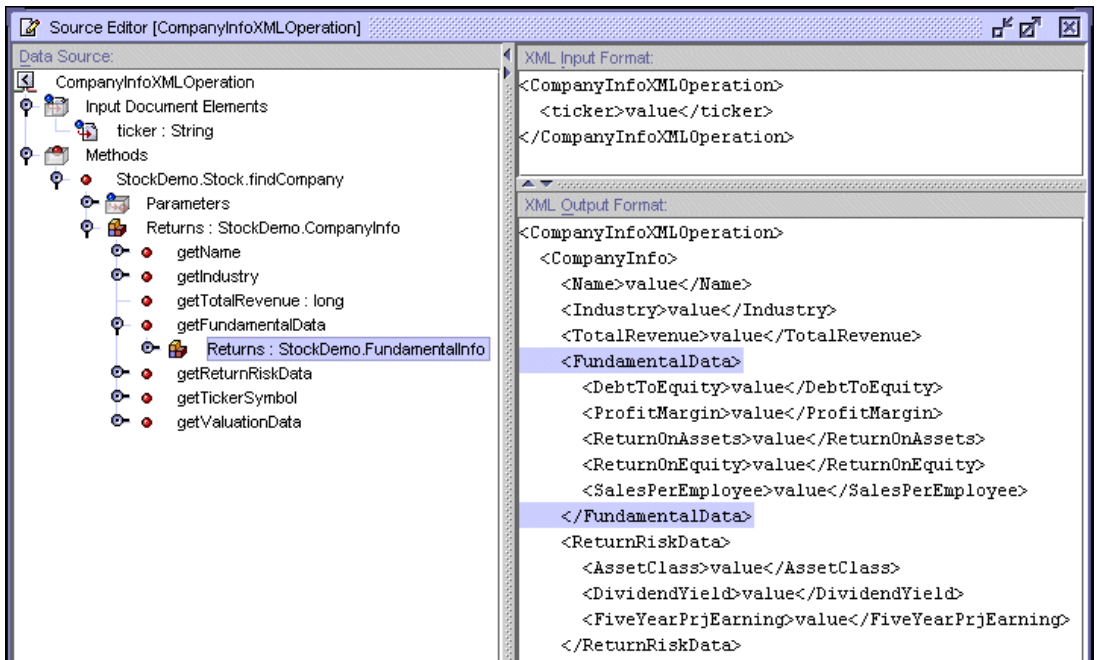 Source Editor [CompanyInfoXMLOperation]
Data Source:
CompanyInfoXMLOperation
Input Document Elements
ticker : String
Methods
StockDemo.Stock.findCompany
Parameters
Returns : StockDemo.CompanyInfo
getName
getIndustry
getTotalRevenue : long
getFundamentalData
Returns : StockDemo.FundamentalInfo
getReturnRiskData
getTickerSymbol
getValuationData
XML Input Format:
<CompanyInfoXMLOperation>
<ticker>value</ticker>
</CompanyInfoXMLOperation>
XML Output Format:
<CompanyInfoXMLOperation>
<CompanyInfo>
<Name>value</Name>
<Industry>value</Industry>
<TotalRevenue>value</TotalRevenue>
<FundamentalData>
<DebtToEquity>value</DebtToEquity>
<ProfitMargin>value</ProfitMargin>
<ReturnOnAssets>value</ReturnOnAssets>
<ReturnOnEquity>value</ReturnOnEquity>
<SalesPerEmployee>value</SalesPerEmployee>
</FundamentalData>
<ReturnRiskData>
<AssetClass>value</AssetClass>
<DividendYield>value</DividendYield>
<FiveYearPrjEarning>value</FiveYearPrjEarning>
</ReturnRiskData>